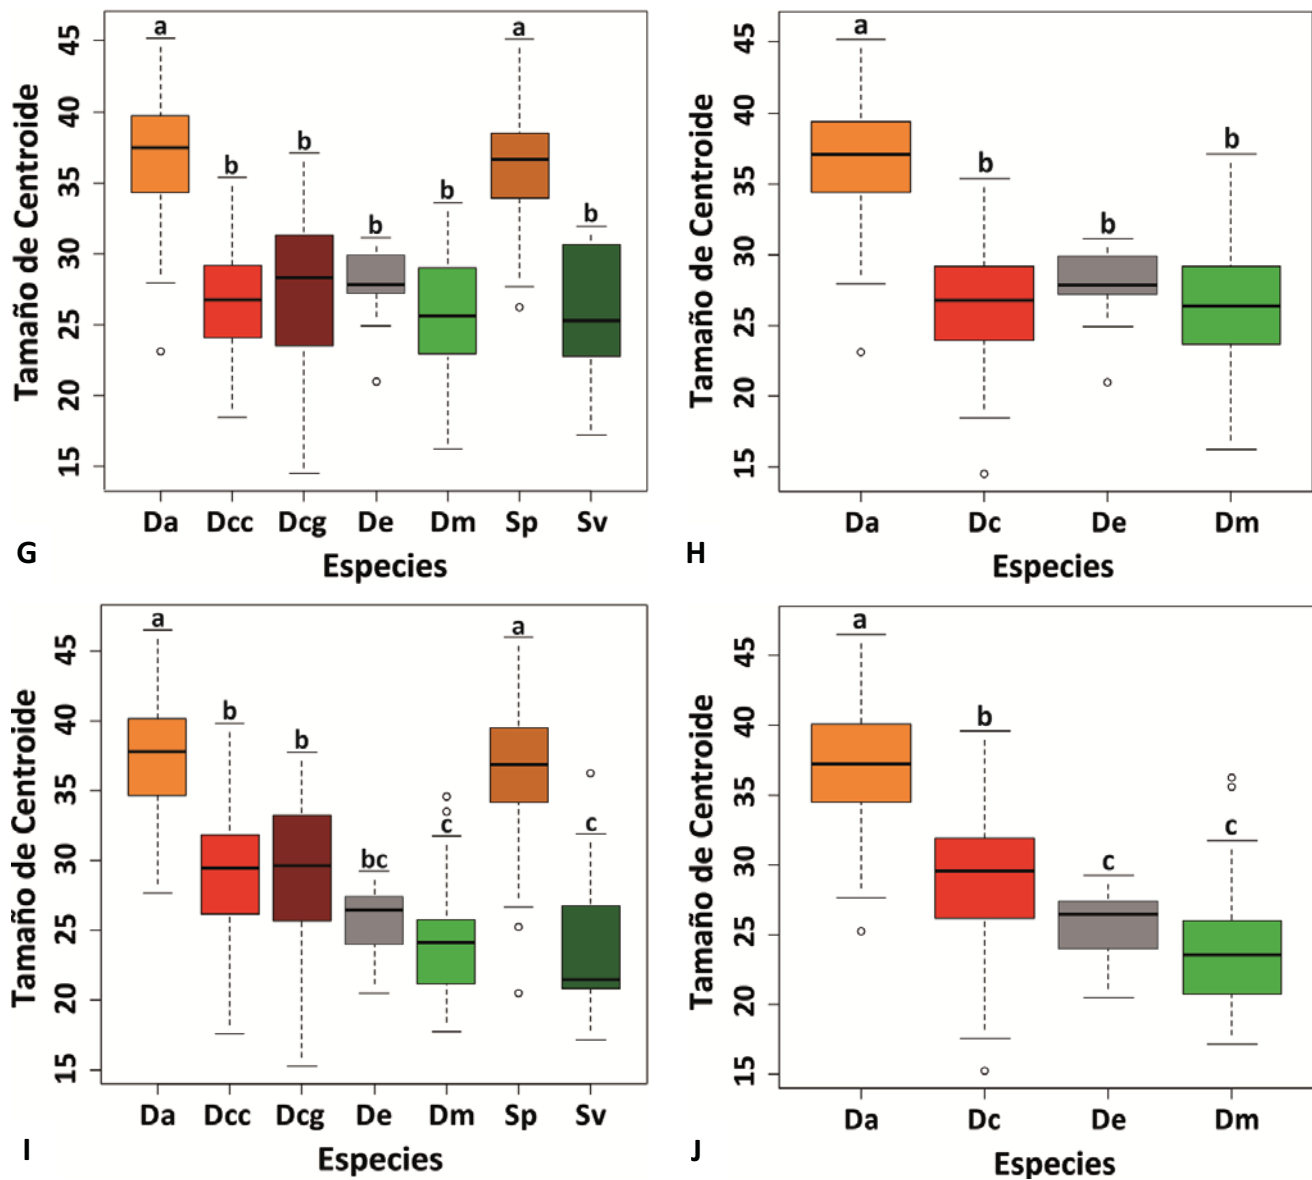 Tamaño de Centroide
45
40
35
30
25
20
15
a
b
b
b
b
a
b
Da Dcc Dcg De Dm Sp Sv
Especies
G
Tamaño de Centroide
45
40
35
30
25
20
15
a
b
b
b
Da Dc De Dm
Especies
H
Tamaño de Centroide
45
40
35
30
25
20
15
a
b
b
bc
c
a
c
Da Dcc Dcg De Dm Sp Sv
Especies
I
Tamaño de Centroide
45
40
35
30
25
20
15
a
b
c
c
Da Dc De Dm
Especies
J